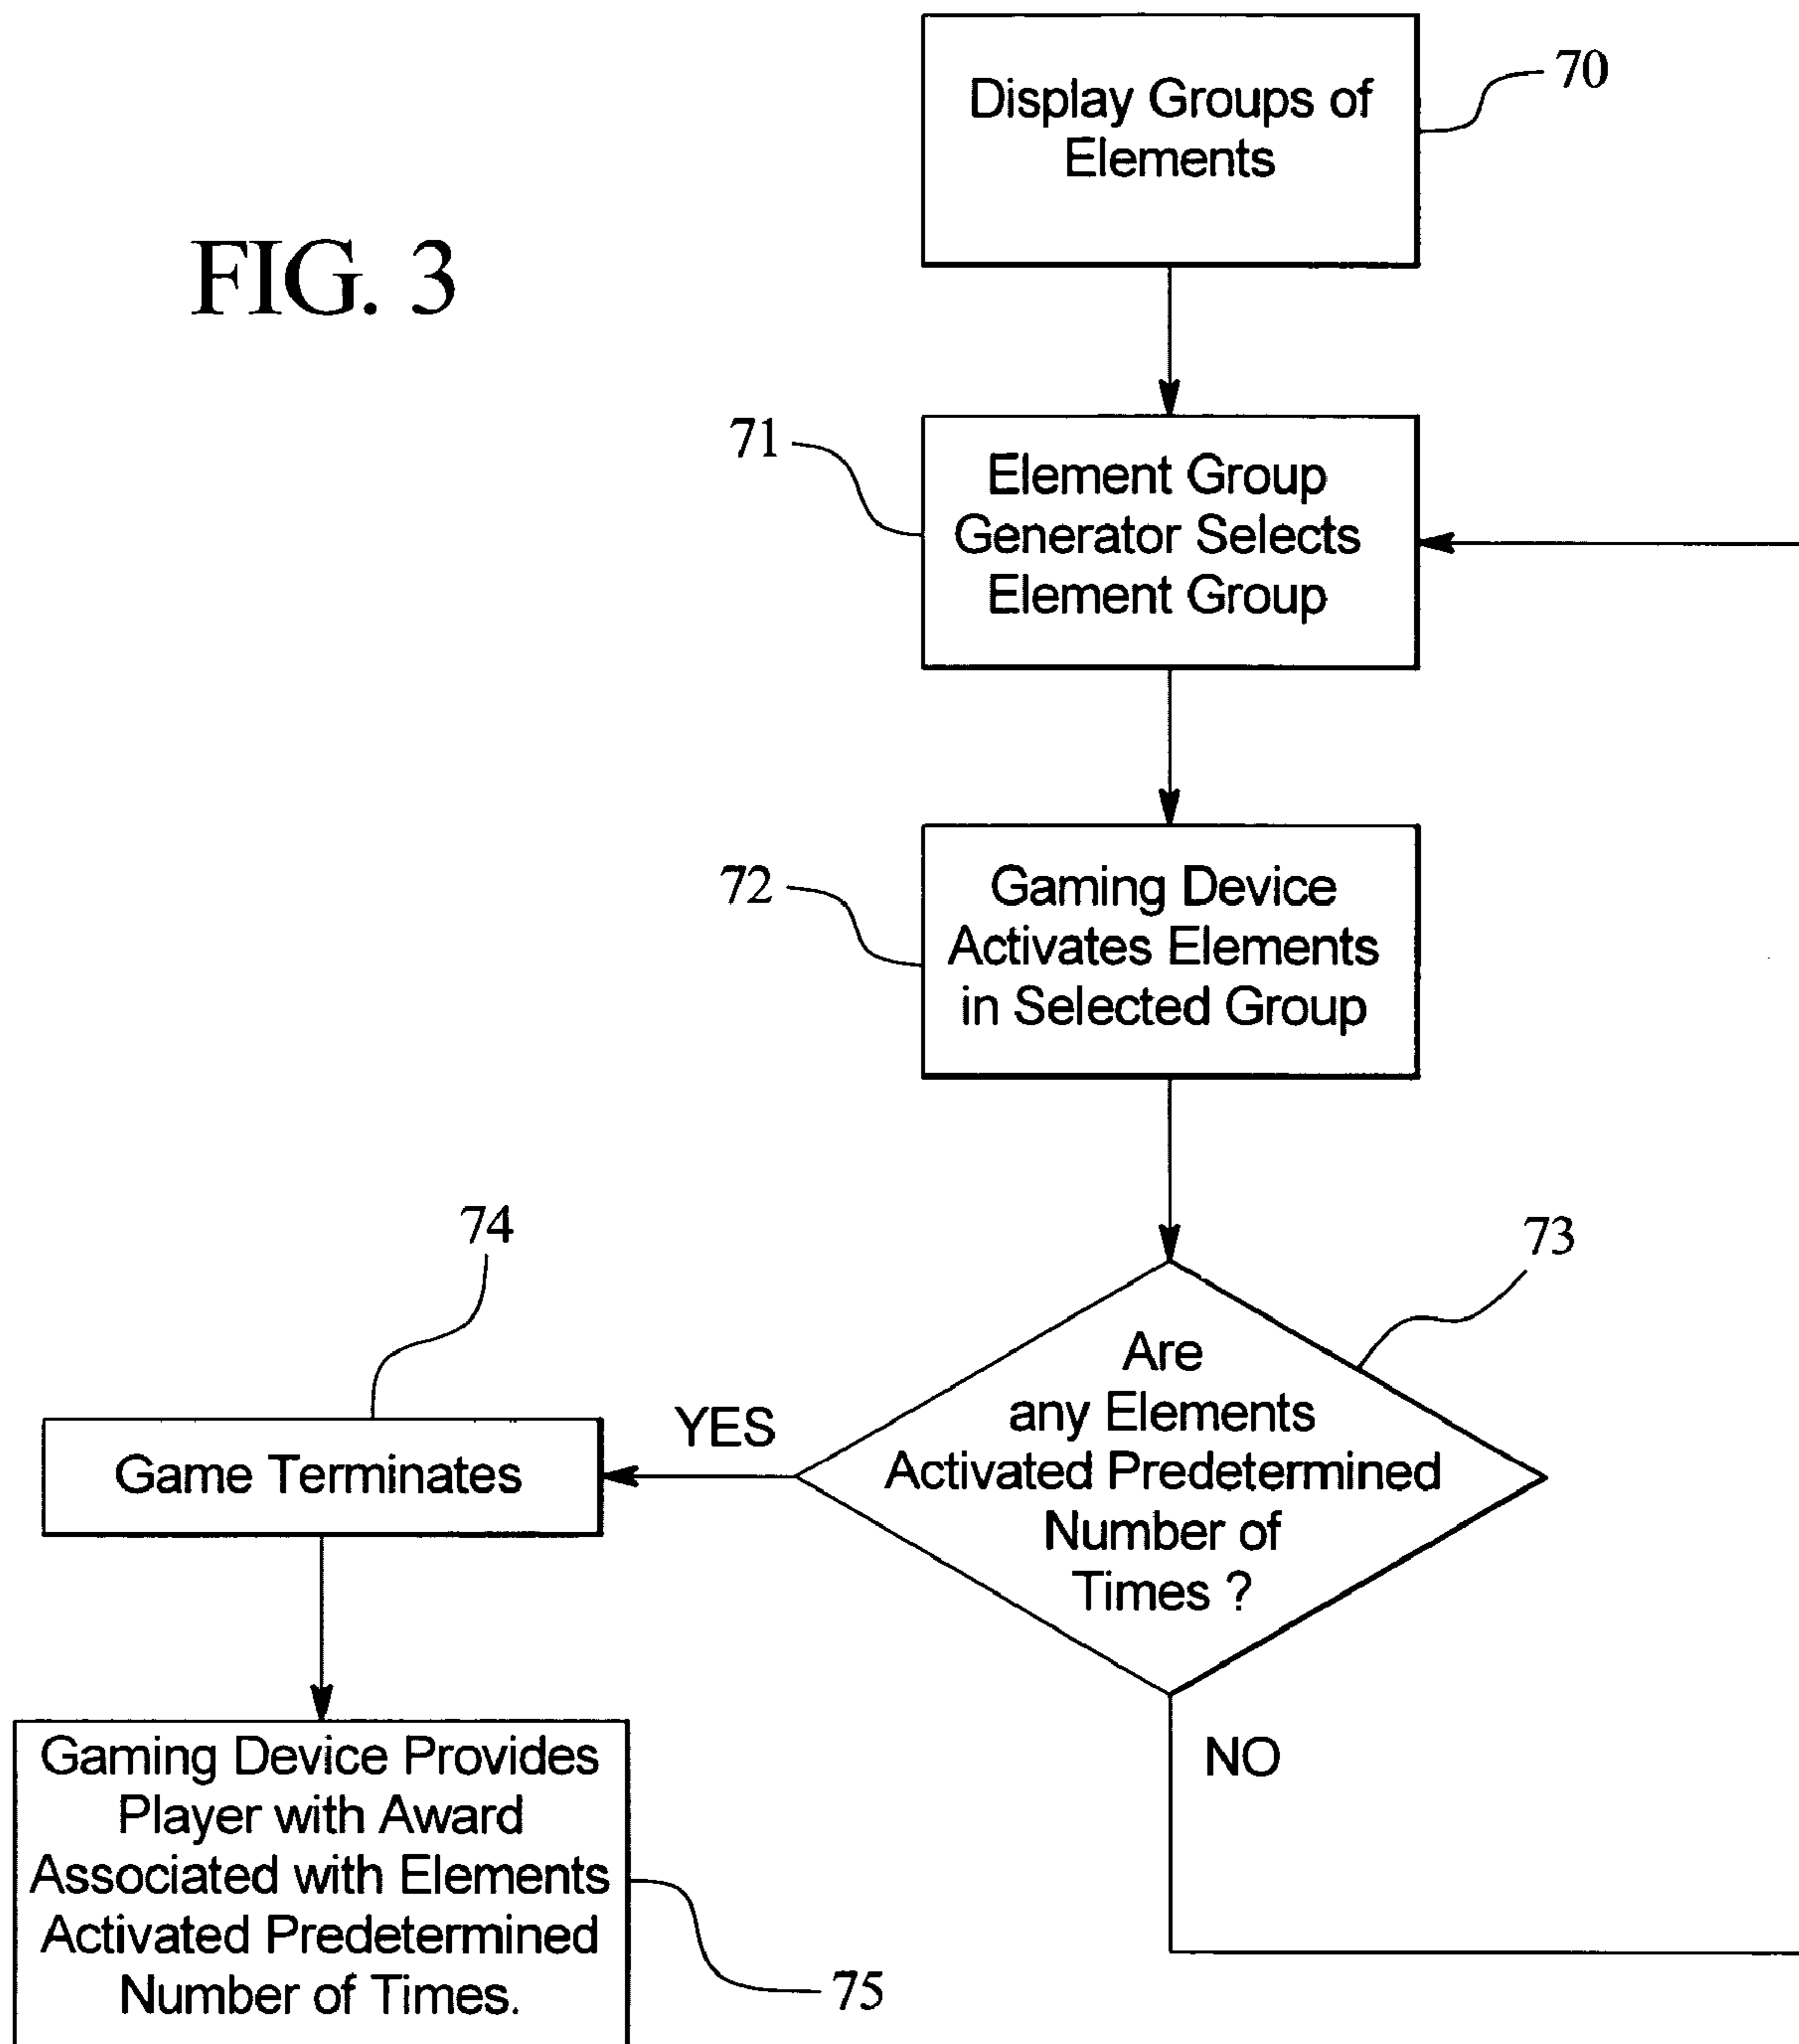 FIG. 3
Display Groups of
Elements
70
71
Element Group
Generator Selects
Element Group
72
Gaming Device
Activates Elements
in Selected Group
73
Are
any Elements
Activated Predetermined
Number of
Times ?
YES
NO
74
Game Terminates
Gaming Device Provides
Player with Award
Associated with Elements
Activated Predetermined
Number of Times.
75